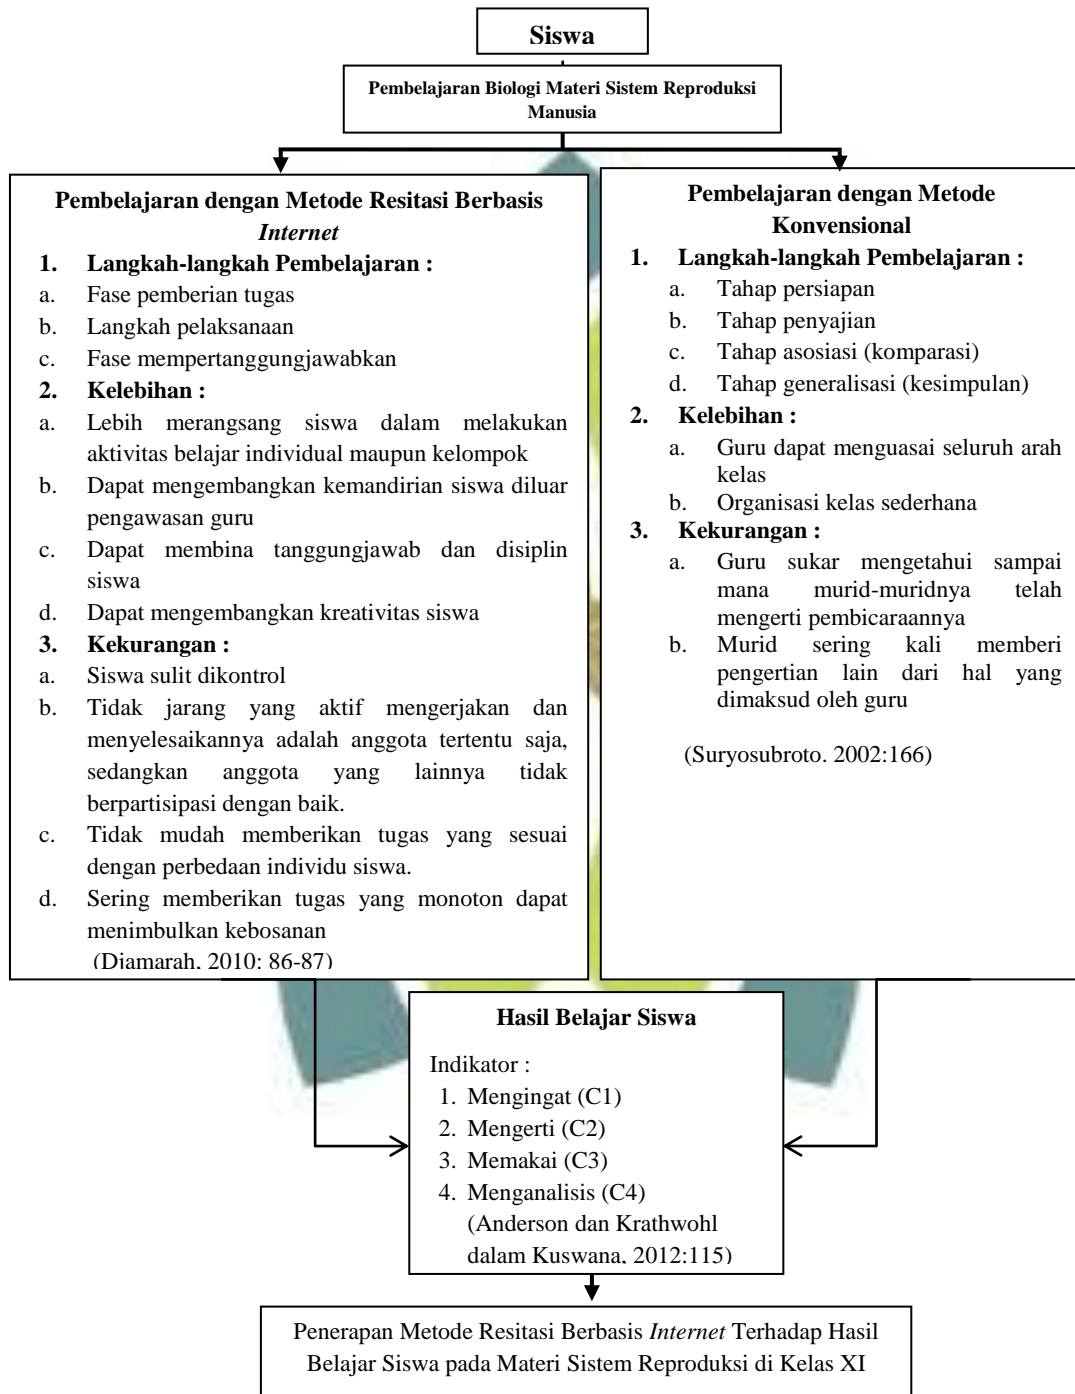 Siswa
Pembelajaran Biologi Materi Sistem Reproduksi
Manusia
Pembelajaran dengan Metode Resitasi Berbasis
Internet
1. Langkah-langkah Pembelajaran :
a. Fase pemberian tugas
b. Langkah pelaksanaan
c. Fase mempertanggungjawabkan
2. Kelebihan :
a. Lebih merangsang siswa dalam melakukan
aktivitas belajar individual maupun kelompok
b. Dapat mengembangkan kemandirian siswa diluar
pengawasan guru
c. Dapat membina tanggungjawab dan disiplin
siswa
d. Dapat mengembangkan kreativitas siswa
3. Kekurangan :
a. Siswa sulit dikontrol
b. Tidak jarang yang aktif mengerjakan dan
menyelesaikannya adalah anggota tertentu saja,
sedangkan anggota yang lainnya tidak
berpartisipasi dengan baik.
c. Tidak mudah memberikan tugas yang sesuai
dengan perbedaan individu siswa.
d. Sering memberikan tugas yang monoton dapat
menimbulkan kebosanan
(Djamarah, 2010: 86-87)
Pembelajaran dengan Metode
Konvensional
1. Langkah-langkah Pembelajaran :
a. Tahap persiapan
b. Tahap penyajian
c. Tahap asosiasi (komparasi)
d. Tahap generalisasi (kesimpulan)
2. Kelebihan :
a. Guru dapat menguasai seluruh arah
kelas
b. Organisasi kelas sederhana
3. Kekurangan :
a. Guru sukar mengetahui sampai
mana murid-muridnya telah
mengerti pembicaraannya
b. Murid sering kali memberi
pengertian lain dari hal yang
dimaksud oleh guru
(Suryosubroto. 2002:166)
Hasil Belajar Siswa
Indikator :
1. Mengingat (C1)
2. Mengerti (C2)
3. Memakai (C3)
4. Menganalisis (C4)
(Anderson dan Krathwohl
dalam Kuswana, 2012:115)
Penerapan Metode Resitasi Berbasis Internet Terhadap Hasil
Belajar Siswa pada Materi Sistem Reproduksi di Kelas XI